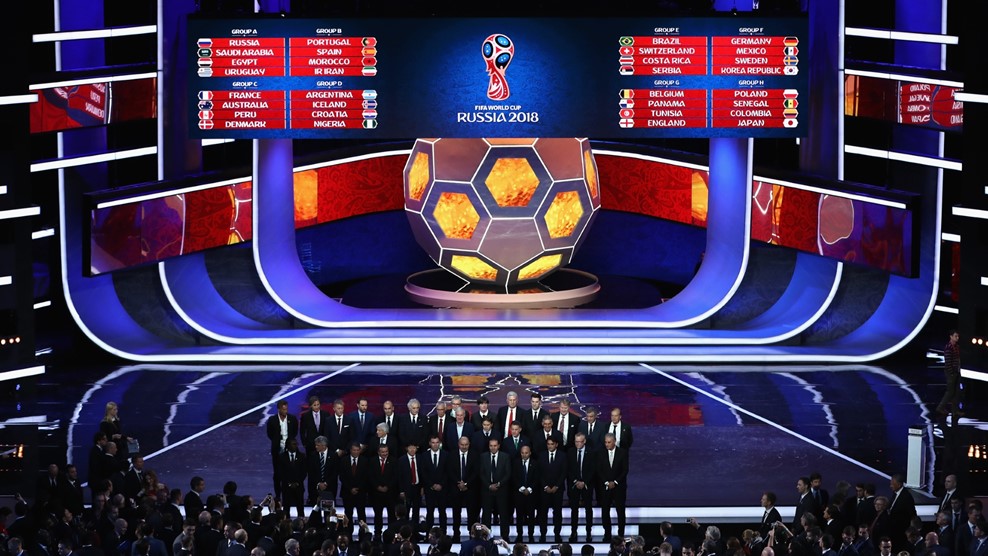 GROUP A
RUSSIA
SAUDI ARABIA
EGYPT
URUGUAY
GROUP B
PORTUGAL
SPAIN
MOROCCO
IR IRAN
GROUP C
FRANCE
AUSTRALIA
PERU
DENMARK
GROUP D
ARGENTINA
ICELAND
CROATIA
NIGERIA
FIFA WORLD CUP
RUSSIA 2018
GROUP E
BRAZIL
SWITZERLAND
COSTA RICA
SERBIA
GROUP F
GERMANY
MEXICO
SWEDEN
KOREA REPUBLIC
GROUP G
BELGIUM
PANAMA
TUNISIA
ENGLAND
GROUP H
POLAND
SENEGAL
COLOMBIA
JAPAN